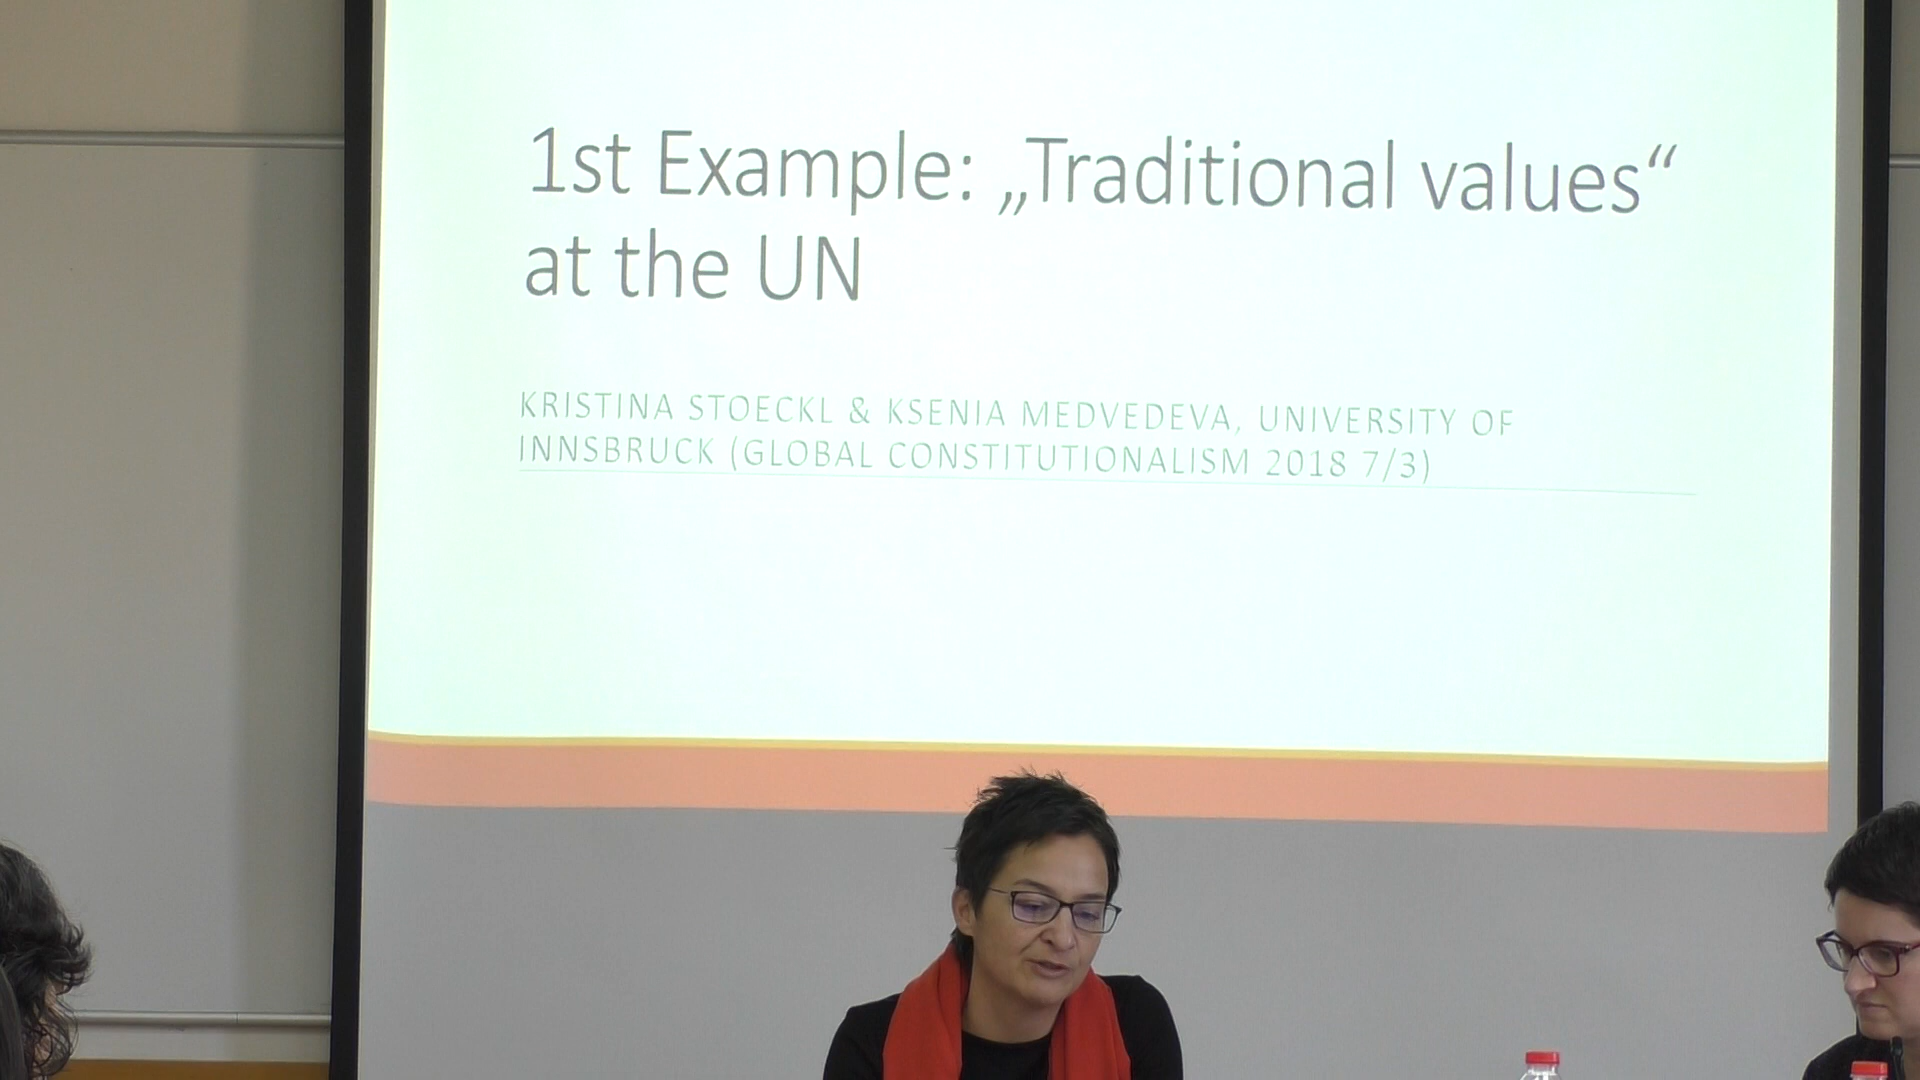 1st Example: „Traditional values“
at the UN
KRISTINA STOECKL & KSENIA MEDVEDEVA, UNIVERSITY OF
INNSBRUCK (GLOBAL CONSTITUTIONALISM 2018 7/3)